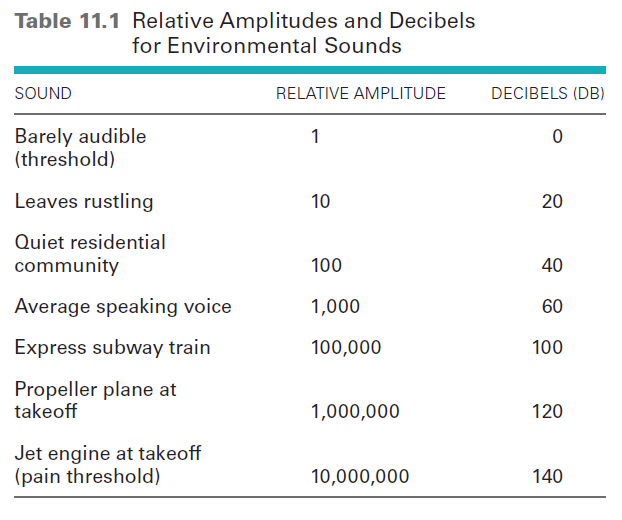 Table 11.1 Relative Amplitudes and Decibels
for Environmental Sounds
SOUND RELATIVE AMPLITUDE DECIBELS (DB)
Barely audible
(threshold) 1 0
Leaves rustling 10 20
Quiet residential
community 100 40
Average speaking voice 1,000 60
Express subway train 100,000 100
Propeller plane at
takeoff 1,000,000 120
Jet engine at takeoff
(pain threshold) 10,000,000 140